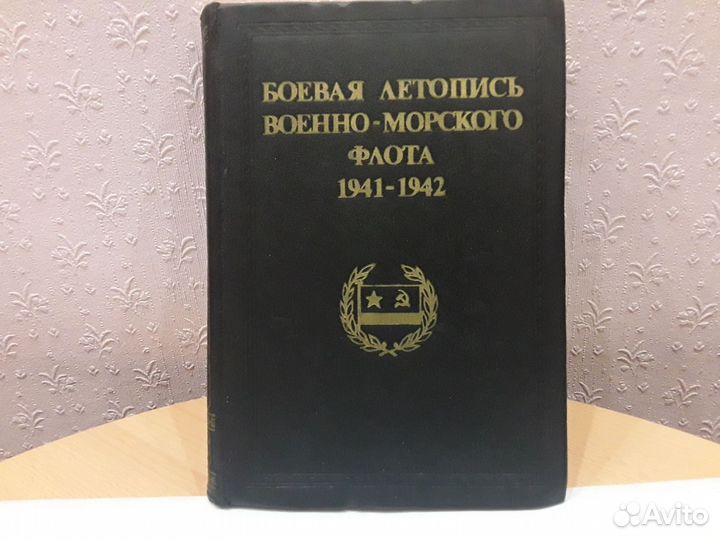 БОЕВАЯ ЛЕТОПИСЬ
ВОЕННО-МОРСКОГО
ФЛОТА
1941-1942
Avito